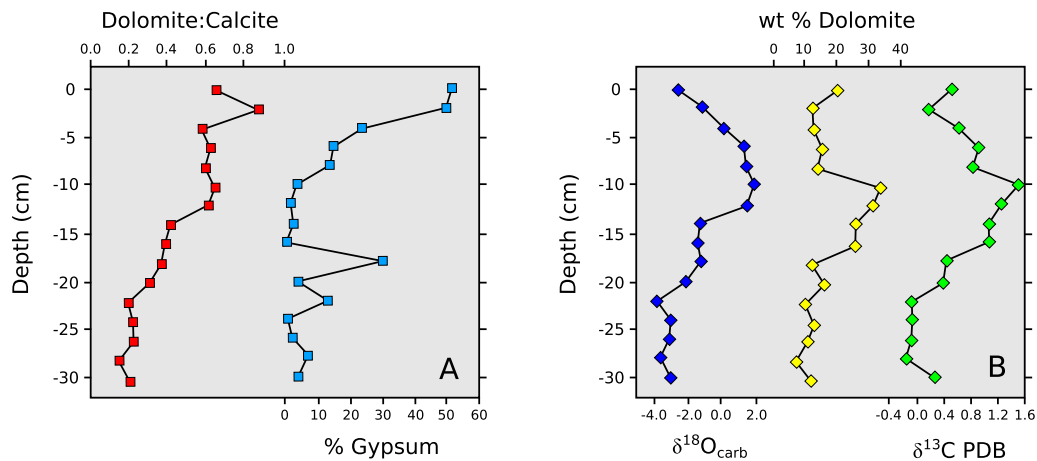 Dolomite:Calcite
0.0 0.2 0.4 0.6 0.8 1.0
0
-5
-10
-15
-20
-25
-30
Depth (cm)
A
0 10 20 30 40 50 60
% Gypsum
wt % Dolomite
0 10 20 30 40
0
-5
-10
-15
-20
-25
-30
Depth (cm)
B
-4.0 -2.0 0.0 2.0
-0.4 0.0 0.4 0.8 1.2 1.6
δ¹⁸O_carb
δ¹³C PDB